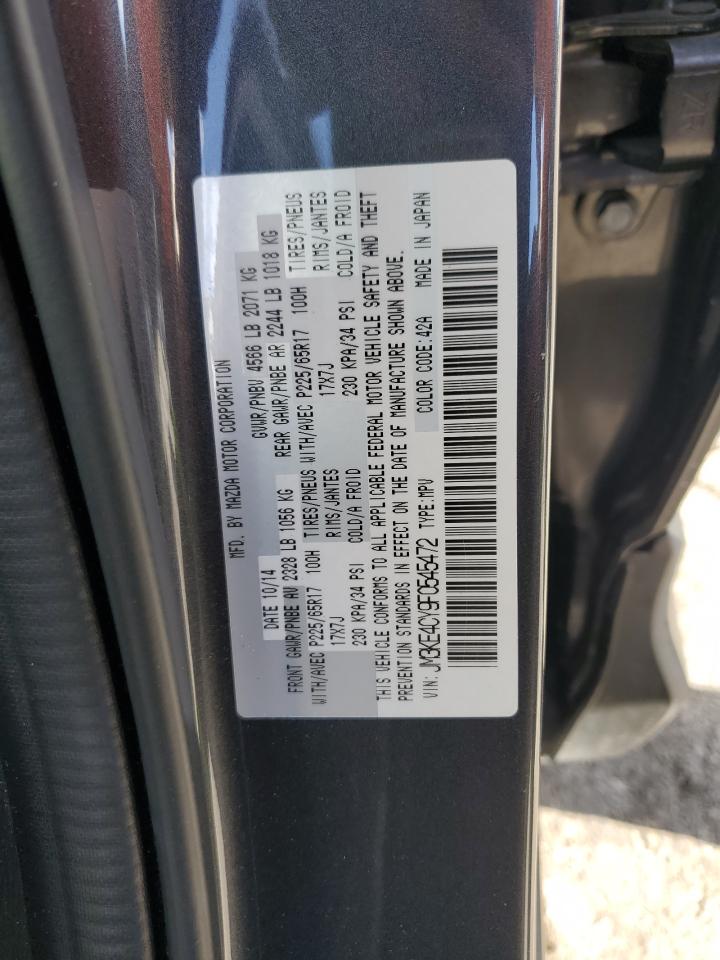 MFD. BY MAZDA MOTOR CORPORATION
DATE 10/14 GVWR/PNBV 4566 LB 2071 KG
FRONT GAWR/PNBE AV 2328 LB 1056 KG REAR GAWR/PNBE AR 2244 LB 1018 KG
WITH/AVEC P225/65R17 100H TIRES/PNEUS WITH/AVEC P225/65R17 100H TIRES/PNEUS
17X7J RIMS/JANTES 17X7J RIMS/JANTES
230 KPA/34 PSI COLD/A FROID 230 KPA/34 PSI COLD/A FROID
THIS VEHICLE CONFORMS TO ALL APPLICABLE FEDERAL MOTOR VEHICLE SAFETY AND THEFT
PREVENTION STANDARDS IN EFFECT ON THE DATE OF MANUFACTURE SHOWN ABOVE.
VIN: JM3KE4CY9F0545472 TYPE:MPV COLOR CODE:42A MADE IN JAPAN
ZR